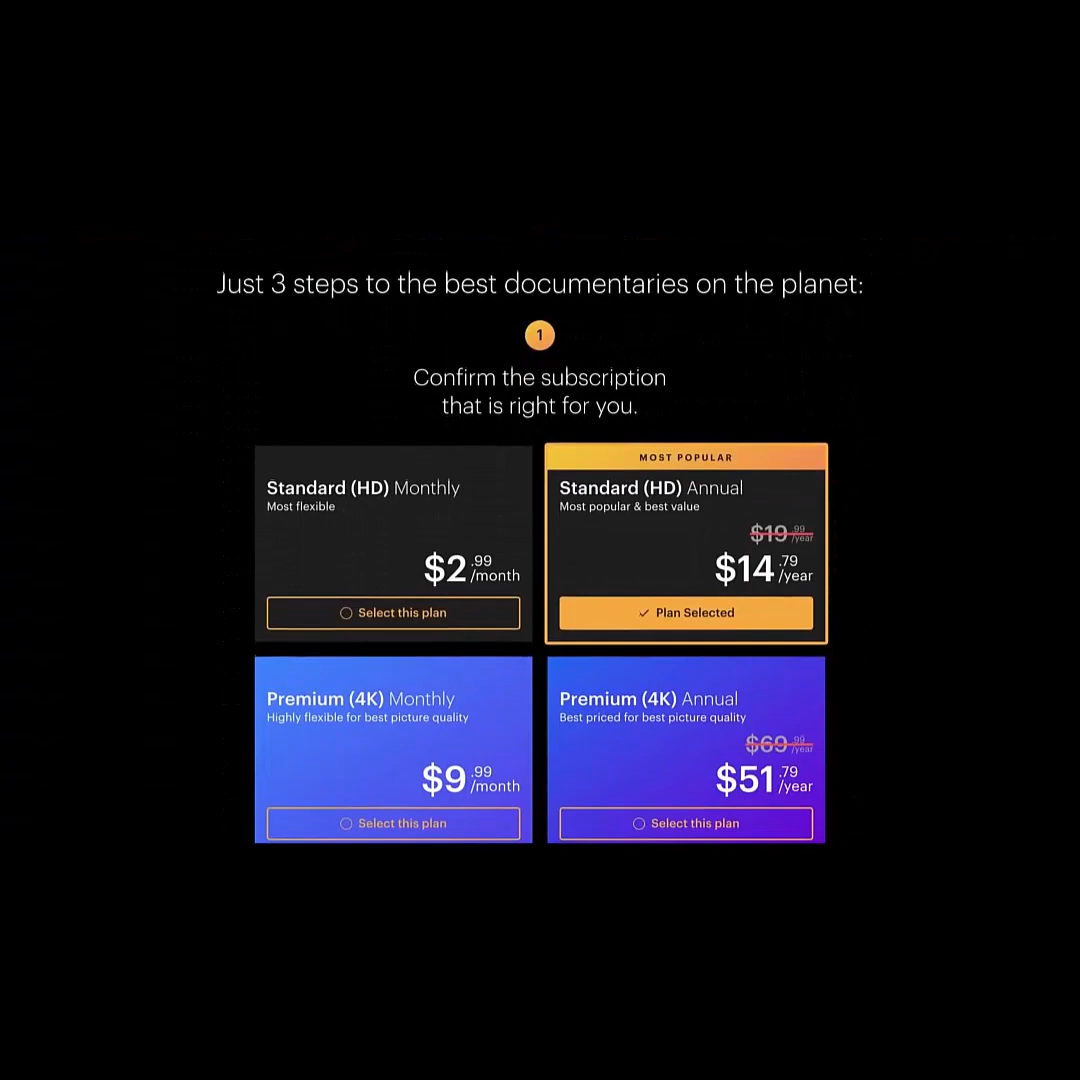 Just 3 steps to the best documentaries on the planet:
1
Confirm the subscription
that is right for you.
Standard (HD) Monthly
Most flexible
$2.99/month
Select this plan
MOST POPULAR
Standard (HD) Annual
Most popular & best value
$19.99/year
$14.79/year
Plan Selected
Premium (4K) Monthly
Highly flexible for best picture quality
$9.99/month
Select this plan
Premium (4K) Annual
Best priced for best picture quality
$69.99/year
$51.79/year
Select this plan